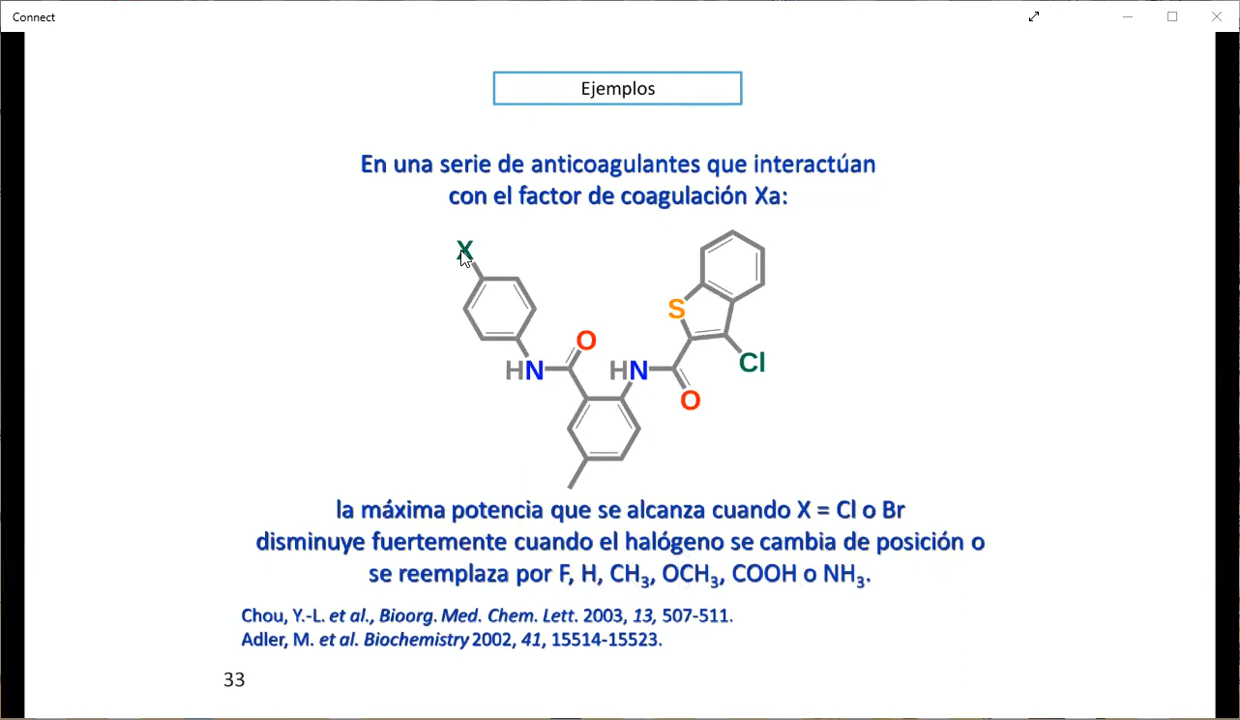 Connect
Ejemplos
En una serie de anticoagulantes que interactúan
con el factor de coagulación Xa:
X
S
O
HN
HN
Cl
O
la máxima potencia que se alcanza cuando X = Cl o Br
disminuye fuertemente cuando el halógeno se cambia de posición o
se reemplaza por F, H, CH₃, OCH₃, COOH o NH₃.
Chou, Y.-L. et al., Bioorg. Med. Chem. Lett. 2003, 13, 507-511.
Adler, M. et al. Biochemistry 2002, 41, 15514-15523.
33